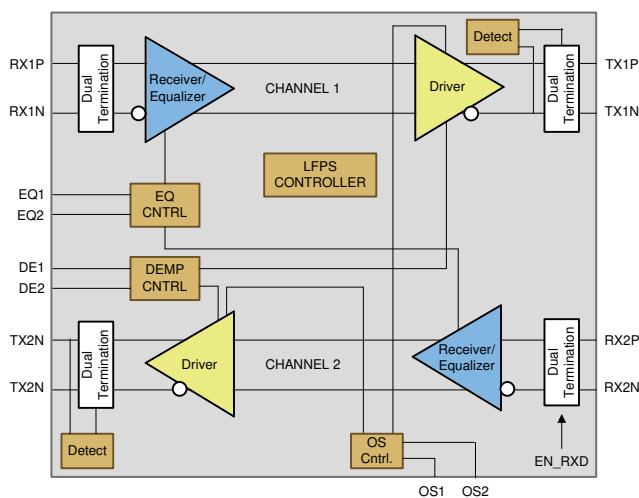 Detect
RX1P
Dual
Termination
Receiver/
Equalizer
CHANNEL 1
Driver
Dual
Termination
TX1P
RX1N
TX1N
LFPS
CONTROLLER
EQ1
EQ2
EQ
CNTRL
DE1
DE2
DEMP
CNTRL
TX2N
Dual
Termination
Driver
CHANNEL 2
Receiver/
Equalizer
Dual
Termination
RX2P
TX2N
RX2N
Detect
OS
Cntrl.
EN_RXD
OS1
OS2